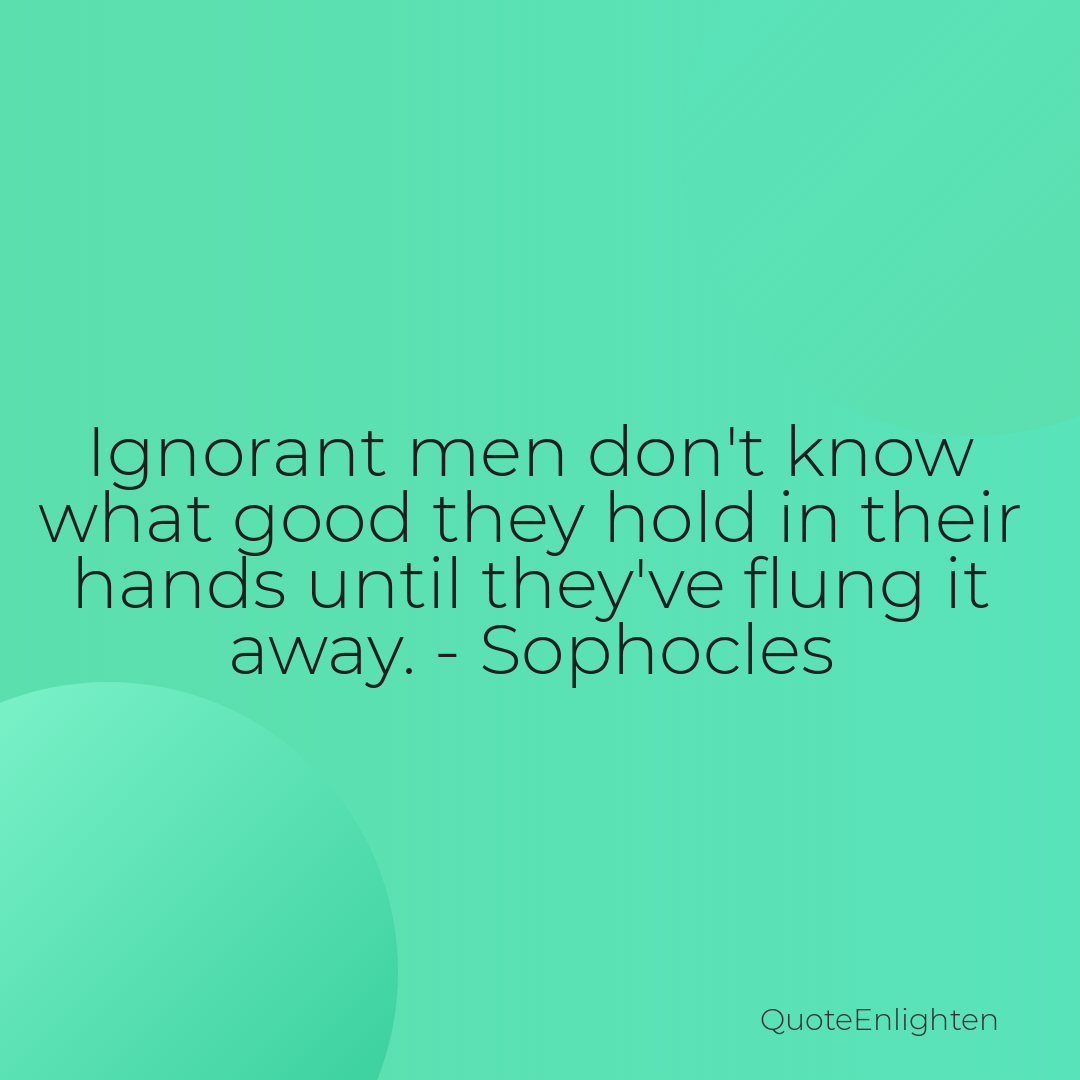 Ignorant men don't know
what good they hold in their
hands until they've flung it
away. - Sophocles
QuoteEnlighten